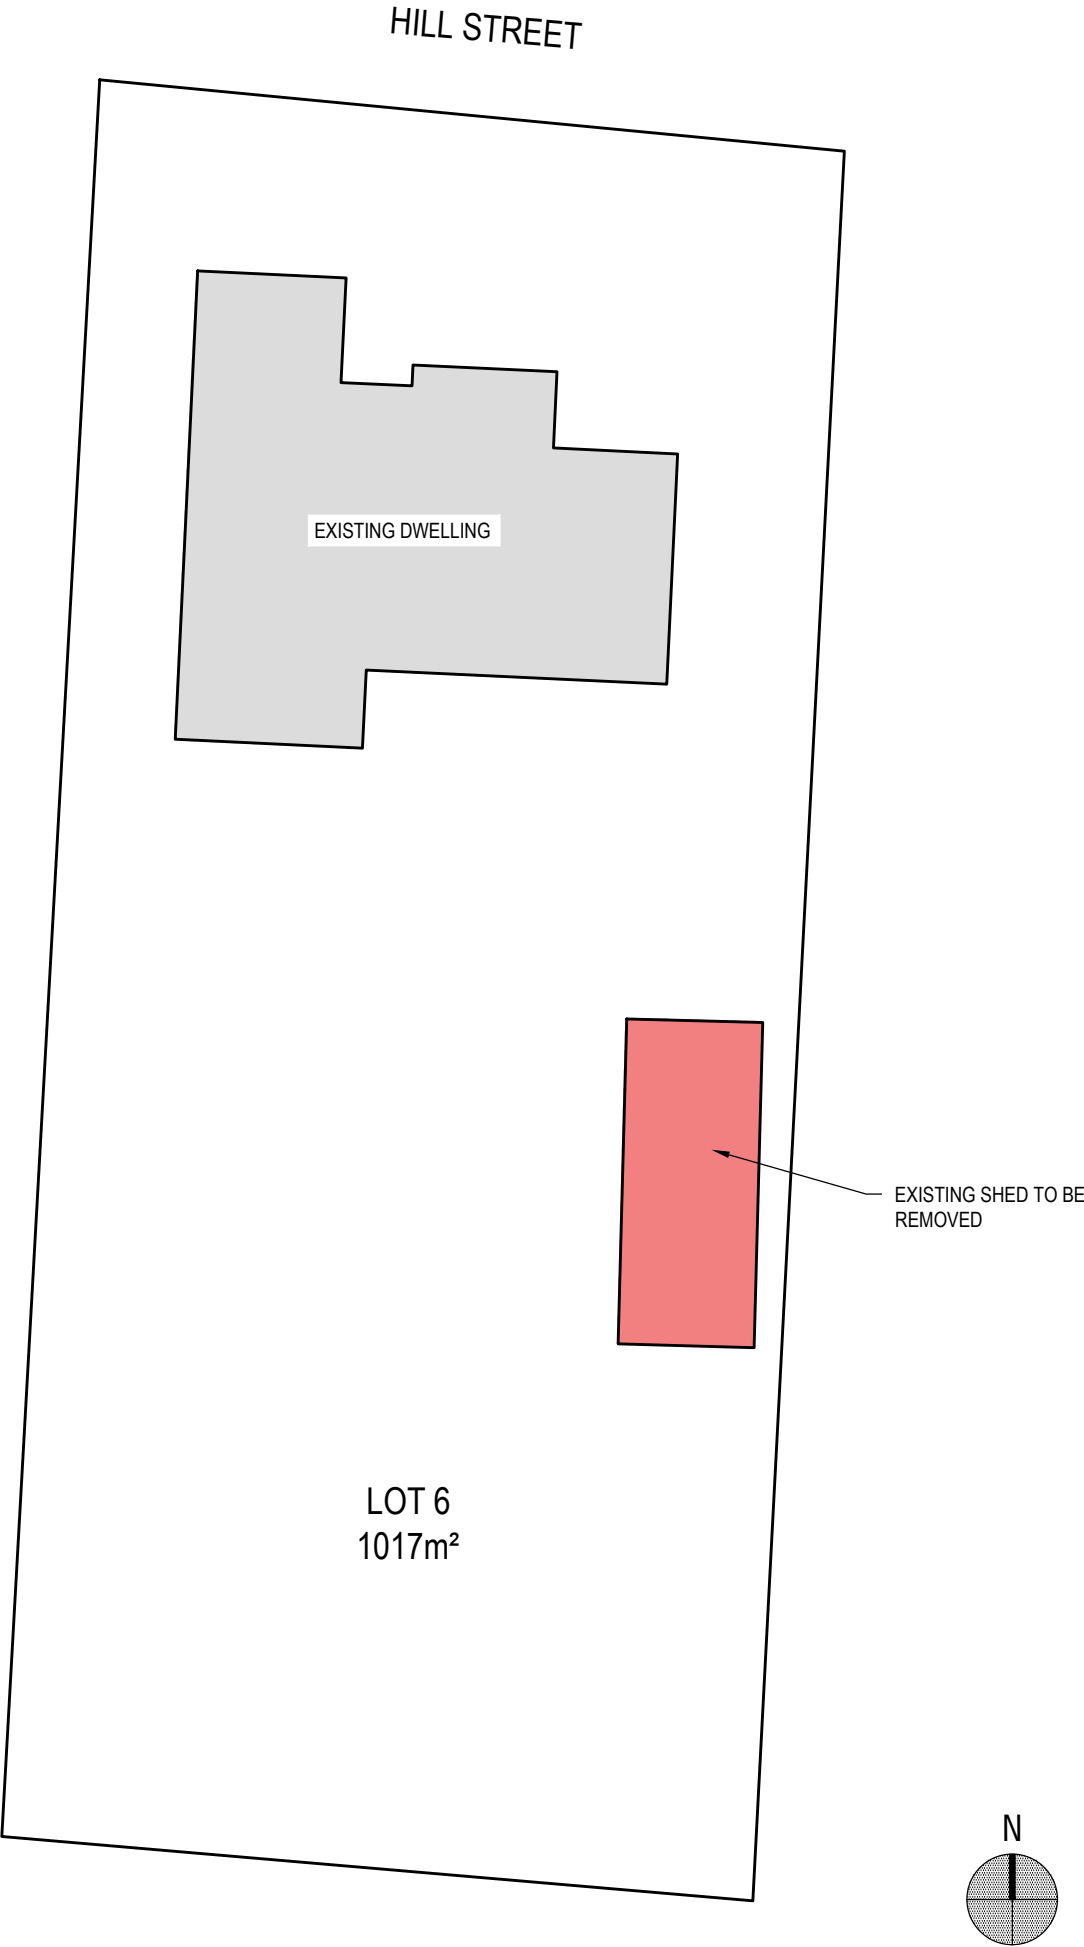 HILL STREET
EXISTING DWELLING
EXISTING SHED TO BE
REMOVED
LOT 6
1017m²
N